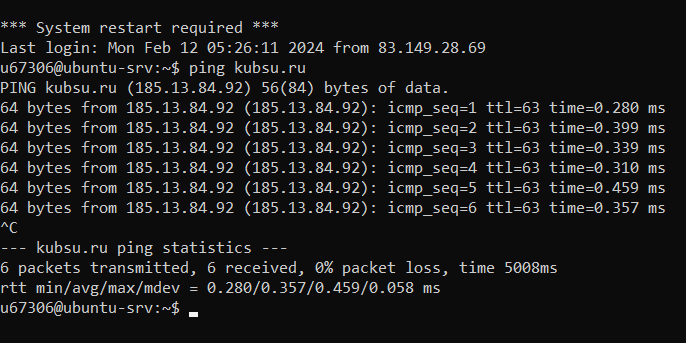 *** System restart required ***
Last login: Mon Feb 12 05:26:11 2024 from 83.149.28.69
u67306@ubuntu-srv:~$ ping kubsu.ru
PING kubsu.ru (185.13.84.92) 56(84) bytes of data.
64 bytes from 185.13.84.92 (185.13.84.92): icmp_seq=1 ttl=63 time=0.280 ms
64 bytes from 185.13.84.92 (185.13.84.92): icmp_seq=2 ttl=63 time=0.399 ms
64 bytes from 185.13.84.92 (185.13.84.92): icmp_seq=3 ttl=63 time=0.339 ms
64 bytes from 185.13.84.92 (185.13.84.92): icmp_seq=4 ttl=63 time=0.310 ms
64 bytes from 185.13.84.92 (185.13.84.92): icmp_seq=5 ttl=63 time=0.459 ms
64 bytes from 185.13.84.92 (185.13.84.92): icmp_seq=6 ttl=63 time=0.357 ms
^C
--- kubsu.ru ping statistics ---
6 packets transmitted, 6 received, 0% packet loss, time 5008ms
rtt min/avg/max/mdev = 0.280/0.357/0.459/0.058 ms
u67306@ubuntu-srv:~$